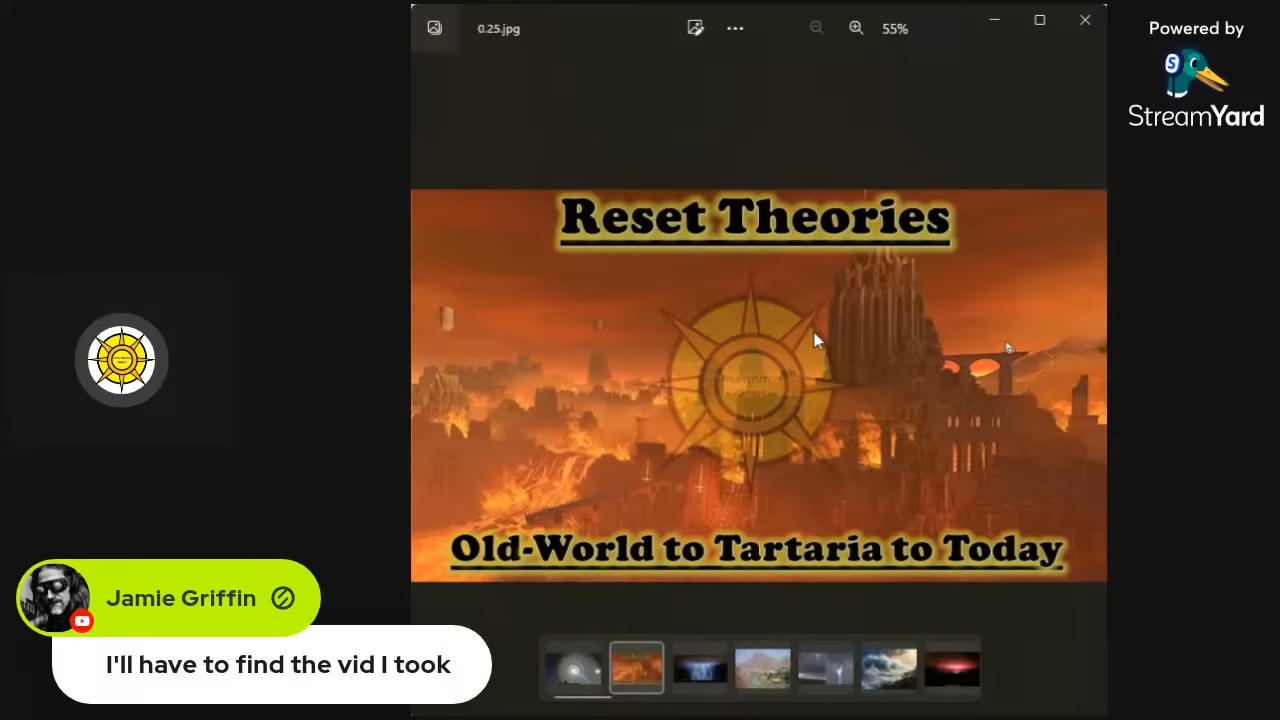 0.25.jpg
55%
Powered by
StreamYard
Reset Theories
Old-World to Tartaria to Today
Jamie Griffin
I'll have to find the vid I took